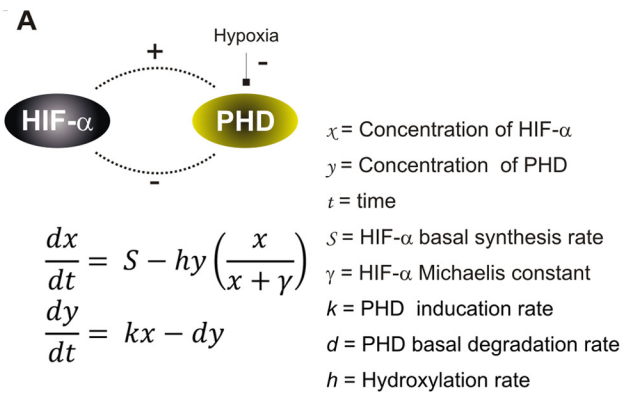 A
Hypoxia
+
-
HIF-α
PHD
-
x = Concentration of HIF-α
y = Concentration of PHD
t = time
S = HIF-α basal synthesis rate
γ = HIF-α Michaelis constant
k = PHD inducation rate
d = PHD basal degradation rate
h = Hydroxylation rate
dx/dt = S − hy(x/(x + γ))
dy/dt = kx − dy